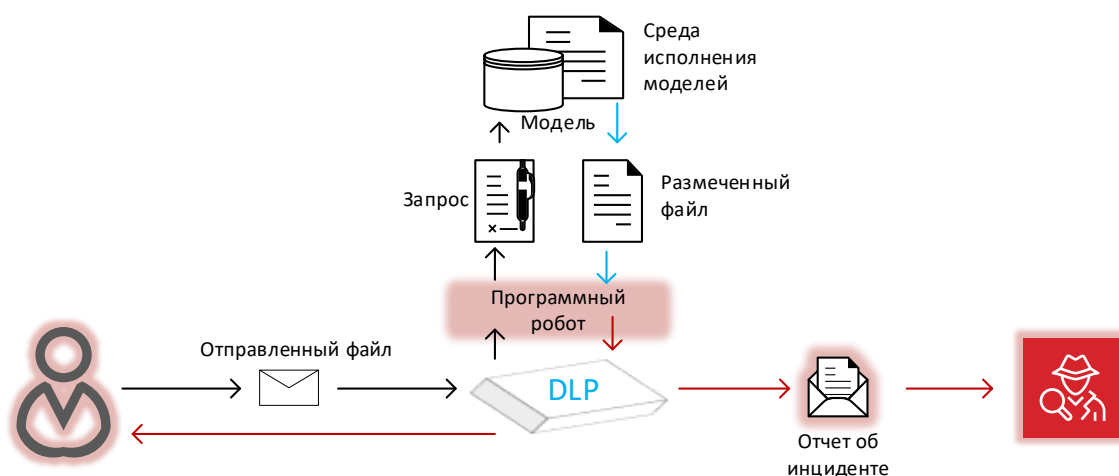 Среда
исполнения
моделей
Модель
Запрос
Размеченный
файл
Программный
робот
Отправленный файл
DLP
Отчет об
инциденте